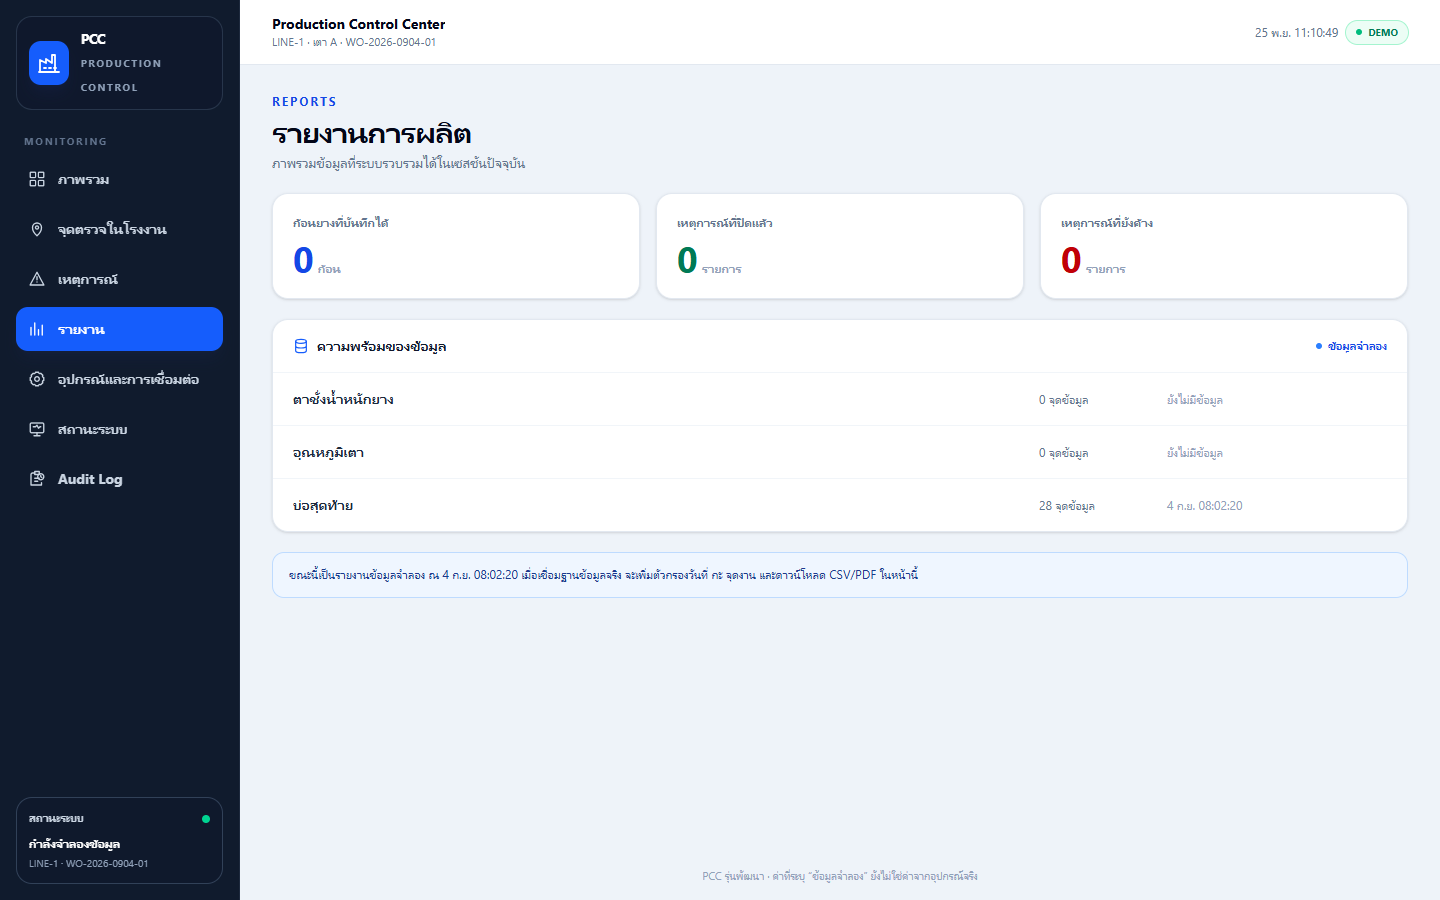 PCC
PRODUCTION
CONTROL
MONITORING
ภาพรวม
จุดตรวจในโรงงาน
เหตุการณ์
รายงาน
อุปกรณ์และการเชื่อมต่อ
สถานะระบบ
Audit Log
สถานะระบบ
กำลังจำลองข้อมูล
LINE-1 · WO-2026-0904-01
Production Control Center
LINE-1 · เตา A · WO-2026-0904-01
25 พ.ย. 11:10:49
DEMO
REPORTS
รายงานการผลิต
ภาพรวมข้อมูลที่ระบบรวบรวมได้ในเซสชันปัจจุบัน
ก้อนยางที่บันทึกได้
0 ก้อน
เหตุการณ์ที่ปิดแล้ว
0 รายการ
เหตุการณ์ที่ยังค้าง
0 รายการ
ความพร้อมของข้อมูล
ข้อมูลจำลอง
ตาชั่งน้ำหนักยาง 0 จุดข้อมูล ยังไม่มีข้อมูล
อุณหภูมิเตา 0 จุดข้อมูล ยังไม่มีข้อมูล
บ่อสุดท้าย 28 จุดข้อมูล 4 ก.ย. 08:02:20
ขณะนี้เป็นรายงานข้อมูลจำลอง ณ 4 ก.ย. 08:02:20 เมื่อเชื่อมฐานข้อมูลจริง จะเพิ่มตัวกรองวันที่ กะ จุดงาน และดาวน์โหลด CSV/PDF ในหน้านี้
PCC รุ่นพัฒนา · ค่าที่ระบุ "ข้อมูลจำลอง" ยังไม่ใช่ค่าจากอุปกรณ์จริง